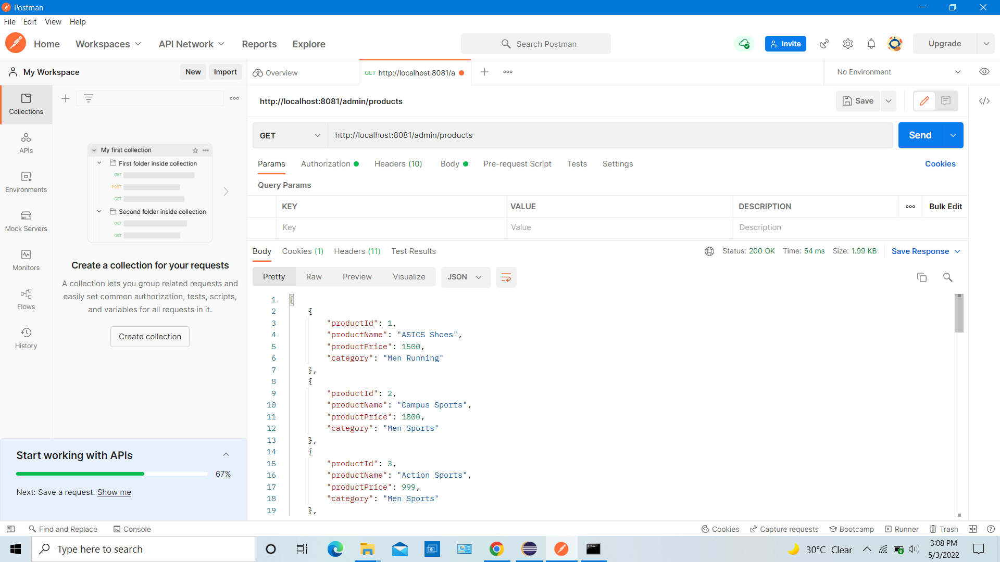 Postman
File Edit View Help
Home Workspaces API Network Reports Explore Search Postman Invite Upgrade
My Workspace New Import Overview GET http://localhost:8081/a No Environment
http://localhost:8081/admin/products Save
GET http://localhost:8081/admin/products Send
Params Authorization Headers (10) Body Pre-request Script Tests Settings Cookies
Query Params
KEY VALUE DESCRIPTION Bulk Edit
Key Value Description
Body Cookies (1) Headers (11) Test Results Status: 200 OK Time: 54 ms Size: 1.99 KB Save Response
Pretty Raw Preview Visualize JSON
1 [
2 {
3 "productId": 1,
4 "productName": "ASICS Shoes",
5 "productPrice": 1500,
6 "category": "Men Running"
7 },
8 {
9 "productId": 2,
10 "productName": "Campus Sports",
11 "productPrice": 1800,
12 "category": "Men Sports"
13 },
14 {
15 "productId": 3,
16 "productName": "Action Sports",
17 "productPrice": 999,
18 "category": "Men Sports"
19 },
Collections
APIs
Environments
Mock Servers
Monitors
Flows
History
My first collection
First folder inside collection
GET
POST
GET
Second folder inside collection
GET
GET
Create a collection for your requests
A collection lets you group related requests and
easily set common authorization, tests, scripts,
and variables for all requests in it.
Create collection
Start working with APIs
67%
Next: Save a request. Show me
Find and Replace Console Cookies Capture requests Bootcamp Runner Trash
Type here to search 30°C Clear 3:08 PM
5/3/2022